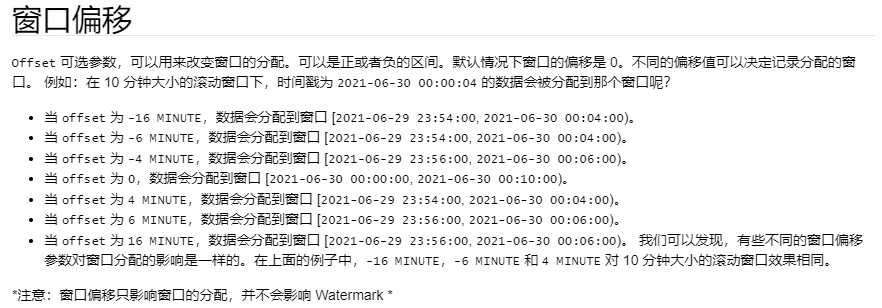 窗口偏移
Offset 可选参数，可以用来改变窗口的分配。可以是正或者负的区间。默认情况下窗口的偏移是 0。不同的偏移值可以决定记录分配的窗
口。 例如：在 10 分钟大小的滚动窗口下，时间戳为 2021-06-30 00:00:04 的数据会被分配到那个窗口呢？
• 当 offset 为 -16 MINUTE，数据会分配到窗口 [2021-06-29 23:54:00, 2021-06-30 00:04:00)。
• 当 offset 为 -6 MINUTE，数据会分配到窗口 [2021-06-29 23:54:00, 2021-06-30 00:04:00)。
• 当 offset 为 -4 MINUTE，数据会分配到窗口 [2021-06-29 23:56:00, 2021-06-30 00:06:00)。
• 当 offset 为 0，数据会分配到窗口 [2021-06-30 00:00:00, 2021-06-30 00:10:00)。
• 当 offset 为 4 MINUTE，数据会分配到窗口 [2021-06-29 23:54:00, 2021-06-30 00:04:00)。
• 当 offset 为 6 MINUTE，数据会分配到窗口 [2021-06-29 23:56:00, 2021-06-30 00:06:00)。
• 当 offset 为 16 MINUTE，数据会分配到窗口 [2021-06-29 23:56:00, 2021-06-30 00:06:00)。 我们可以发现，有些不同的窗口偏移
参数对窗口分配的影响是一样的。在上面的例子中，-16 MINUTE，-6 MINUTE 和 4 MINUTE 对 10 分钟大小的滚动窗口效果相同。
*注意：窗口偏移只影响窗口的分配，并不会影响 Watermark *